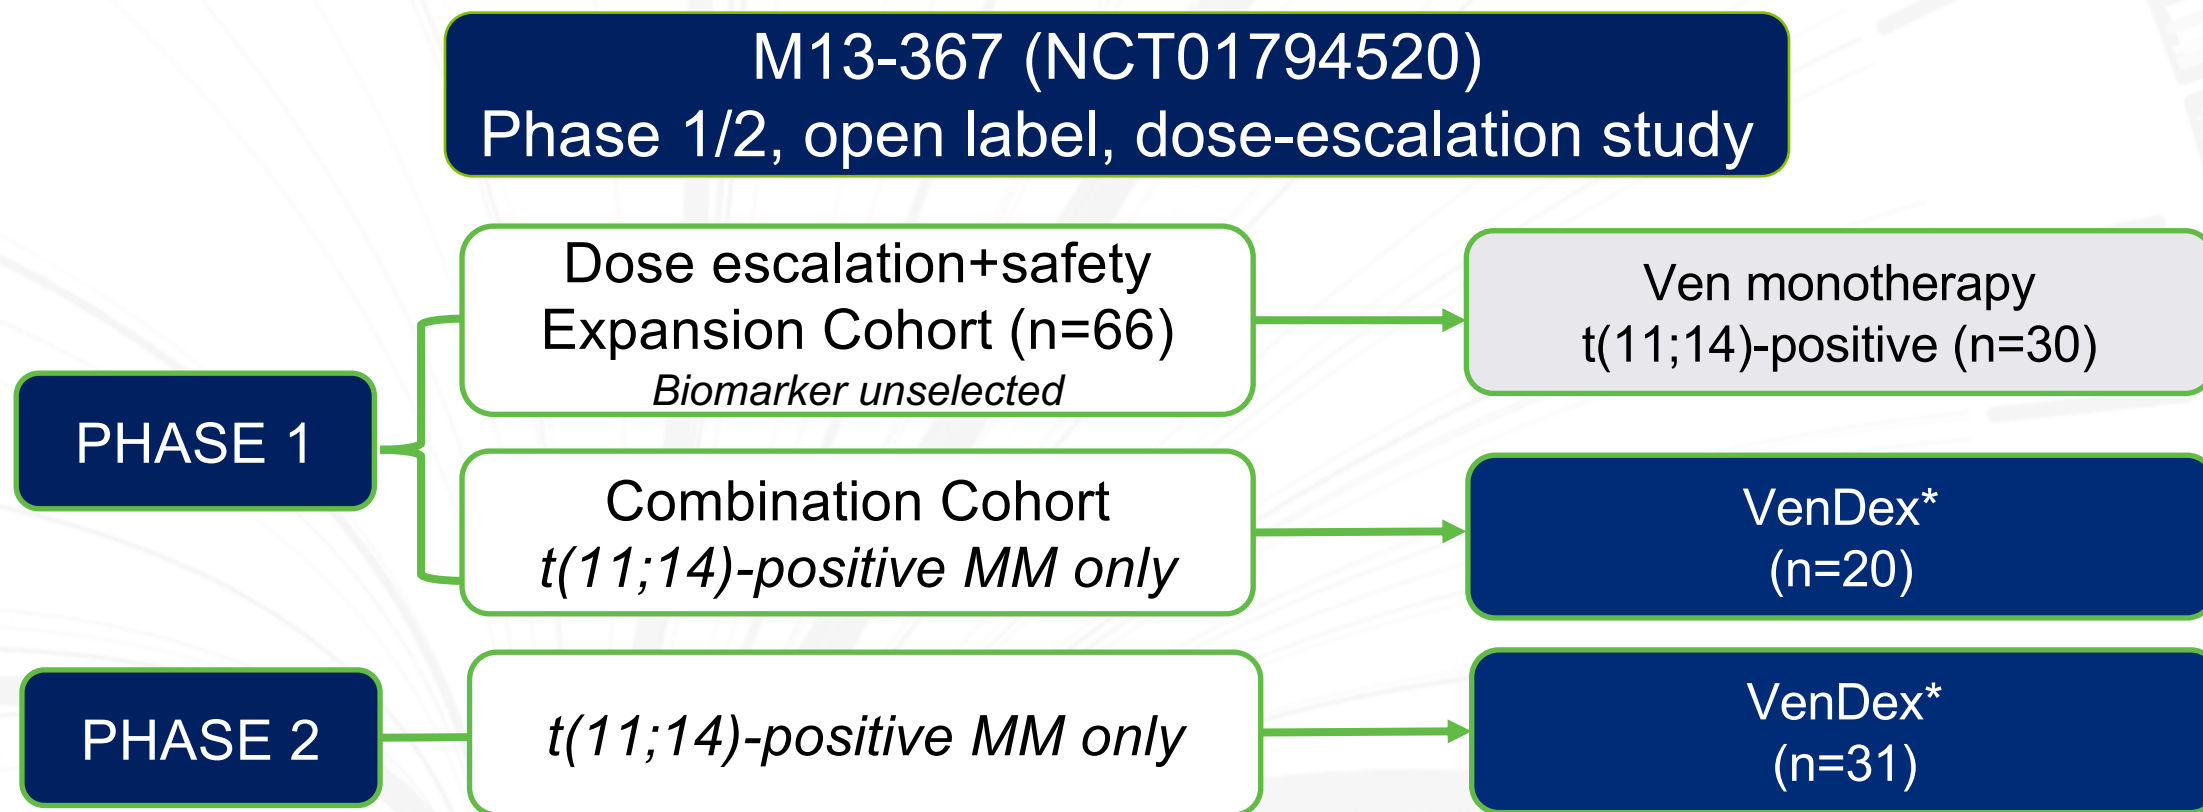 M13-367 (NCT01794520)
Phase 1/2, open label, dose-escalation study
PHASE 1
Dose escalation+safety
Expansion Cohort (n=66)
Biomarker unselected
Ven monotherapy
t(11;14)-positive (n=30)
Combination Cohort
t(11;14)-positive MM only
VenDex*
(n=20)
PHASE 2
t(11;14)-positive MM only
VenDex*
(n=31)